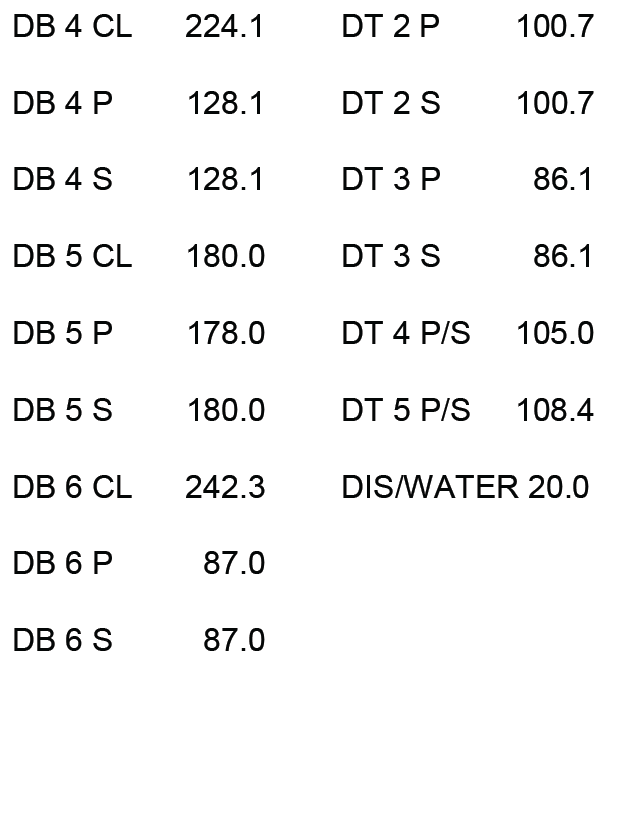 DB 4 CL 224.1 DT 2 P 100.7
DB 4 P 128.1 DT 2 S 100.7
DB 4 S 128.1 DT 3 P 86.1
DB 5 CL 180.0 DT 3 S 86.1
DB 5 P 178.0 DT 4 P/S 105.0
DB 5 S 180.0 DT 5 P/S 108.4
DB 6 CL 242.3 DIS/WATER 20.0
DB 6 P 87.0
DB 6 S 87.0